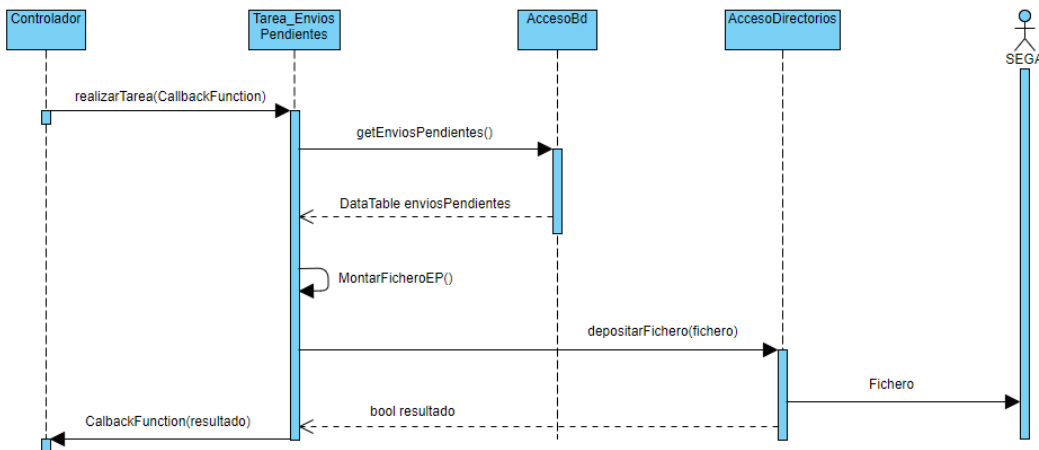 Controlador
Tarea_Envios
Pendientes
AccesoBd
AccesoDirectorios
SEGA
realizarTarea(CallbackFunction)
getEnviosPendientes()
DataTable enviosPendientes
MontarFicheroEP()
depositarFichero(fichero)
Fichero
bool resultado
CalbackFunction(resultado)